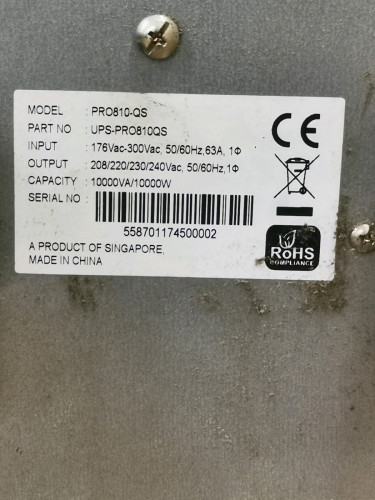 MODEL : PRO810-QS
PART NO : UPS-PRO810QS
INPUT : 176Vac-300Vac, 50/60Hz,63A, 1Φ
OUTPUT : 208/220/230/240Vac, 50/60Hz,1Φ
CAPACITY : 10000VA/10000W
SERIAL NO :
558701174500002
A PRODUCT OF SINGAPORE,
MADE IN CHINA
CE
RoHS
COMPLIANCE